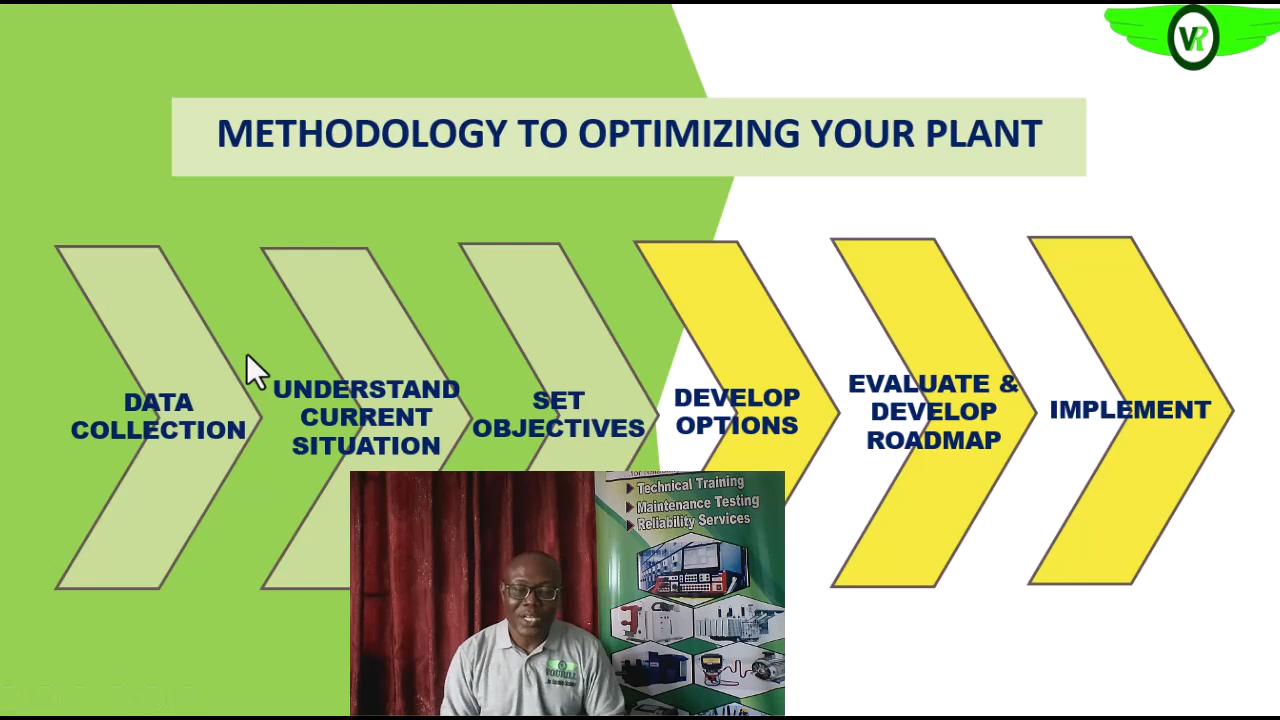 VR
METHODOLOGY TO OPTIMIZING YOUR PLANT
DATA
COLLECTION
UNDERSTAND
CURRENT
SITUATION
SET
OBJECTIVES
DEVELOP
OPTIONS
EVALUATE &
DEVELOP
ROADMAP
IMPLEMENT
Technical Training
Maintenance Testing
Reliability Services